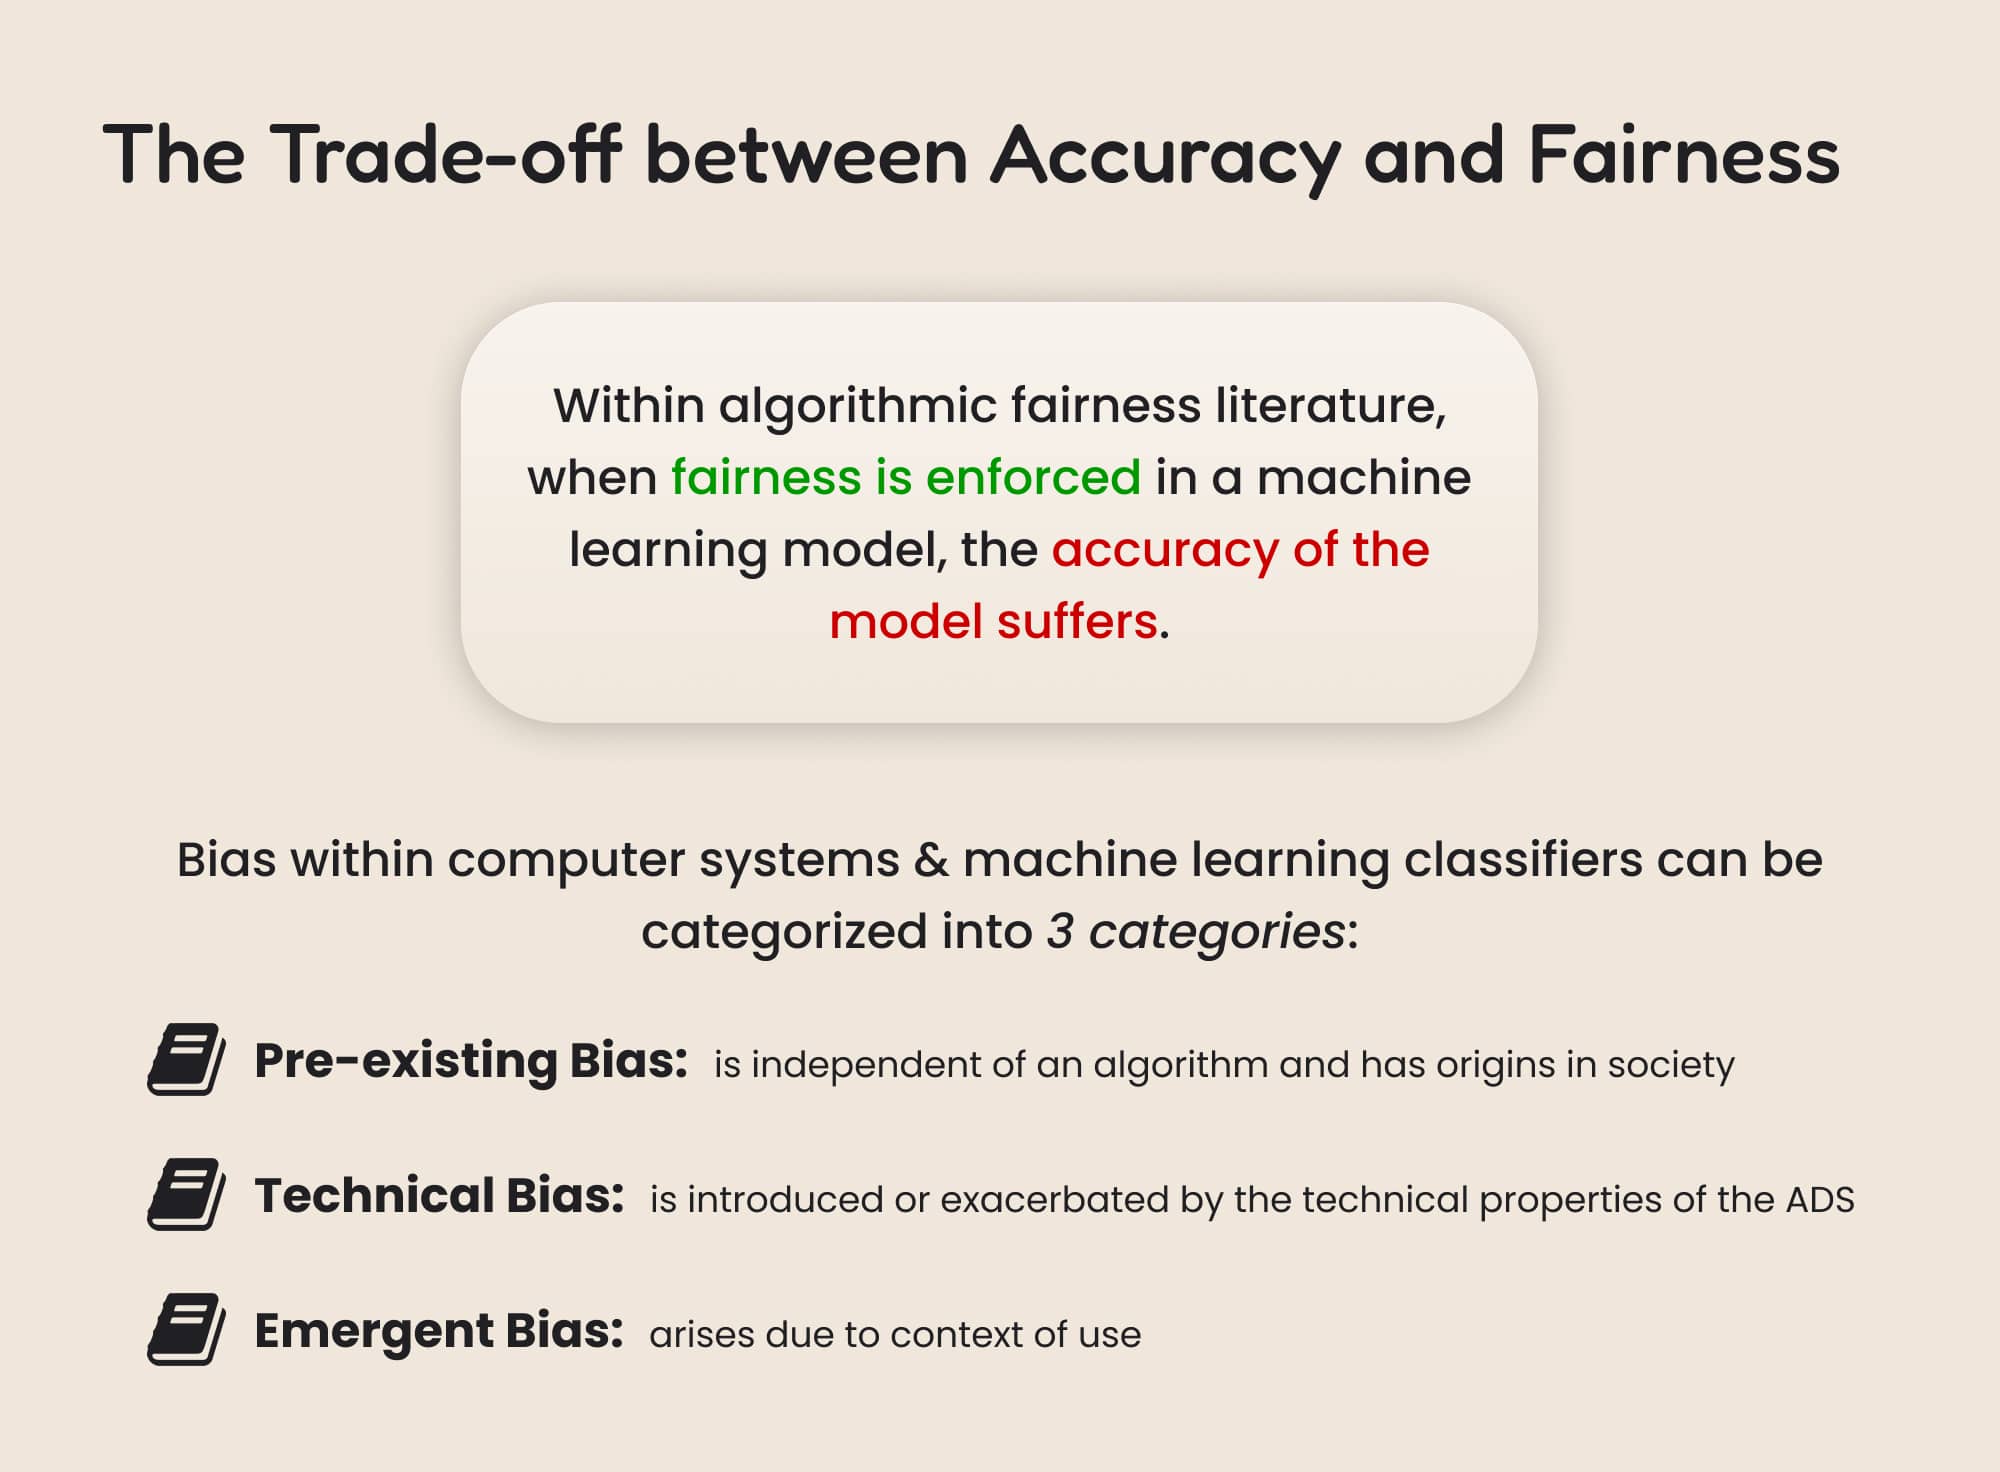 The Trade-off between Accuracy and Fairness
Within algorithmic fairness literature,
when fairness is enforced in a machine
learning model, the accuracy of the
model suffers.
Bias within computer systems & machine learning classifiers can be
categorized into 3 categories:
Pre-existing Bias: is independent of an algorithm and has origins in society
Technical Bias: is introduced or exacerbated by the technical properties of the ADS
Emergent Bias: arises due to context of use